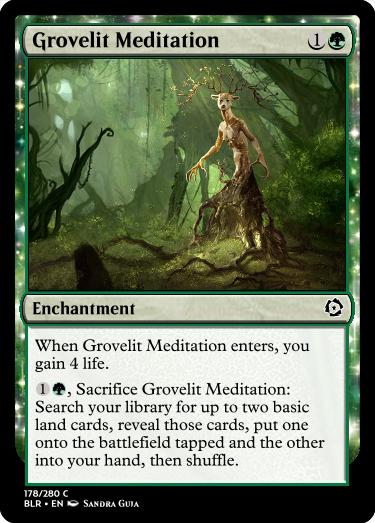 Grovelit Meditation 1
Enchantment
When Grovelit Meditation enters, you
gain 4 life.
1 , Sacrifice Grovelit Meditation:
Search your library for up to two basic
land cards, reveal those cards, put one
onto the battlefield tapped and the other
into your hand, then shuffle.
178/280 C
BLR • EN Sandra Guia